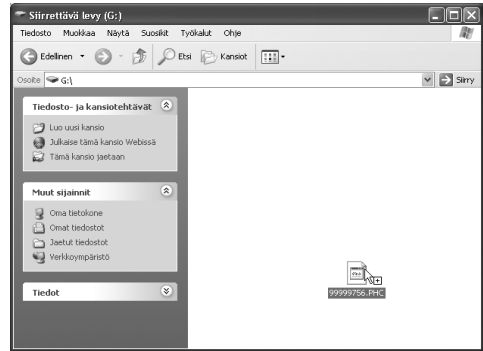 Siirrettävä levy (G:)
Tiedosto Muokkaa Näytä Suosikit Työkalut Ohje
Edellinen Etsi Kansiot
Osoite G:\ Siirry
Tiedosto- ja kansiotehtävät
Luo uusi kansio
Julkaise tämä kansio Webissä
Tämä kansio jaetaan
Muut sijainnit
Oma tietokone
Omat tiedostot
Jaetut tiedostot
Verkkoympäristö
Tiedot
99999756.PHC